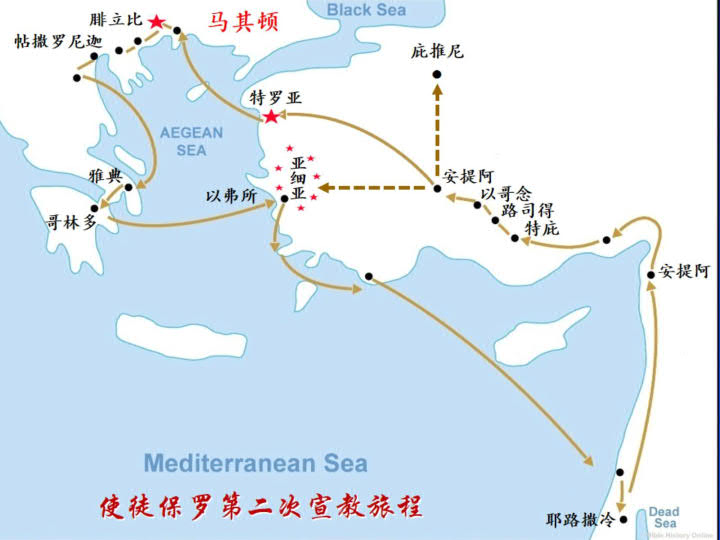 Black Sea
腓立比
马其顿
帖撒罗尼迦
庇推尼
特罗亚
AEGEAN
SEA
亚
细
亚
雅典
安提阿
以弗所
以哥念
路司得
哥林多
特庇
安提阿
Mediterranean Sea
使徒保罗第二次宣教旅程
耶路撒冷
Dead
Sea
Bible History Online